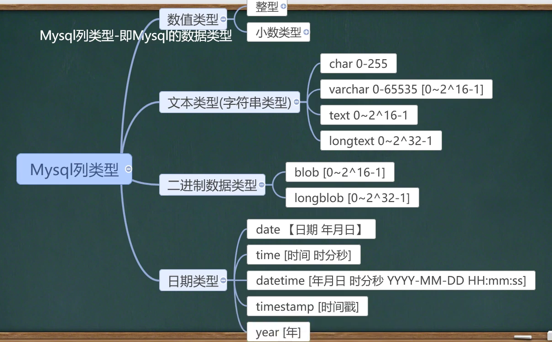 整型
数值类型
Mysql列类型-即Mysql的数据类型
小数类型
char 0-255
varchar 0-65535 [0~2^16-1]
文本类型(字符串类型)
text 0~2^16-1
longtext 0~2^32-1
Mysql列类型
blob [0~2^16-1]
二进制数据类型
longblob [0~2^32-1]
date 【日期 年月日】
time [时间 时分秒]
日期类型
datetime [年月日 时分秒 YYYY-MM-DD HH:mm:ss]
timestamp [时间戳]
year [年]